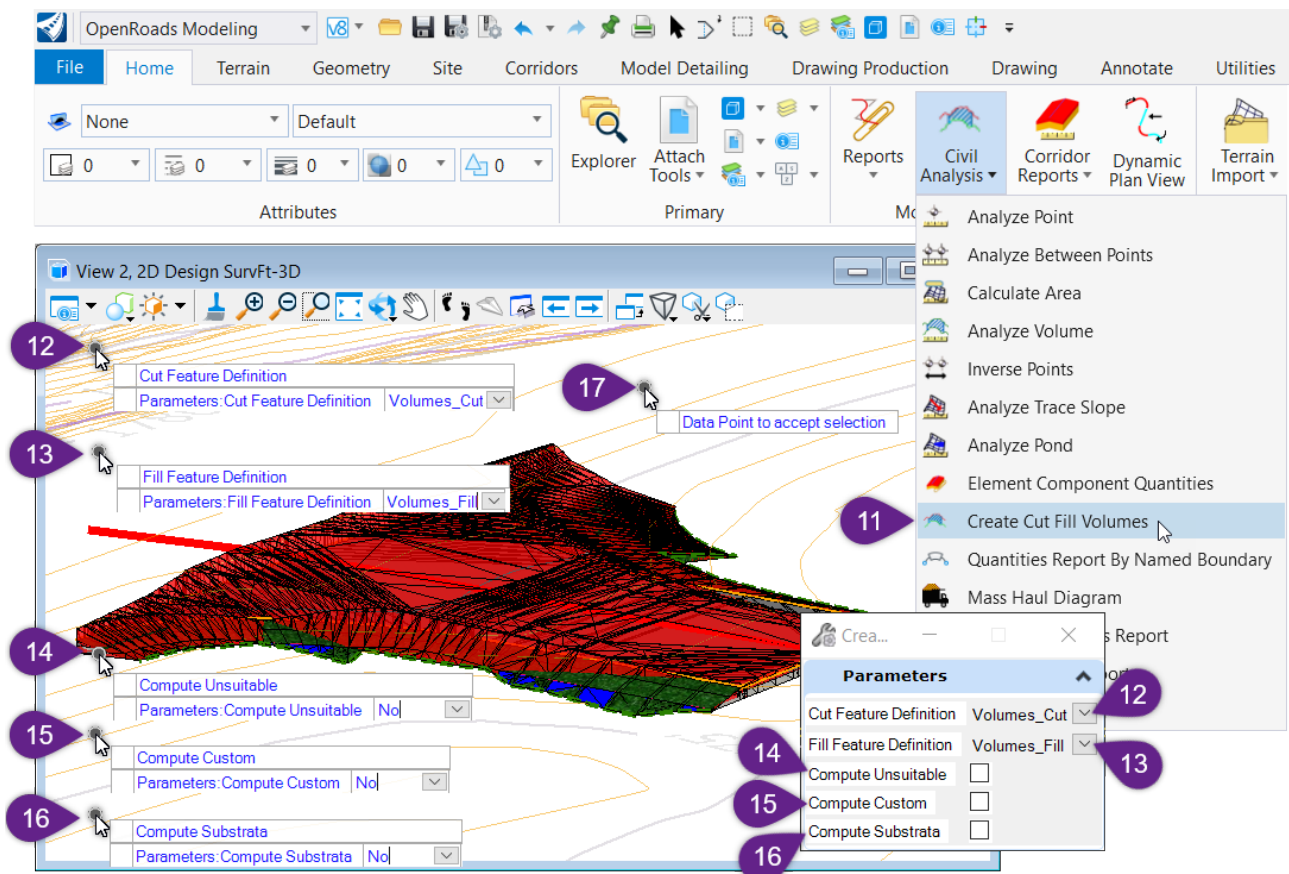 OpenRoads Modeling
V8
File Home Terrain Geometry Site Corridors Model Detailing Drawing Production Drawing Annotate Utilities
None Default
0 0 0 0 0
Explorer
Attach
Tools
Reports
Civil
Analysis
Corridor
Reports
Dynamic
Plan View
Terrain
Import
Attributes Primary
Analyze Point
Analyze Between Points
Calculate Area
Analyze Volume
Inverse Points
Analyze Trace Slope
Analyze Pond
Element Component Quantities
11 Create Cut Fill Volumes
Quantities Report By Named Boundary
Mass Haul Diagram
s Report
View 2, 2D Design SurvFt-3D
12
Cut Feature Definition
Parameters:Cut Feature Definition Volumes_Cut
17
Data Point to accept selection
13
Fill Feature Definition
Parameters:Fill Feature Definition Volumes_Fill
14
Compute Unsuitable
Parameters:Compute Unsuitable No
15
Compute Custom
Parameters:Compute Custom No
16
Compute Substrata
Parameters:Compute Substrata No
Crea...
Parameters
Cut Feature Definition Volumes_Cut 12
Fill Feature Definition Volumes_Fill 13
14 Compute Unsuitable
15 Compute Custom
16 Compute Substrata